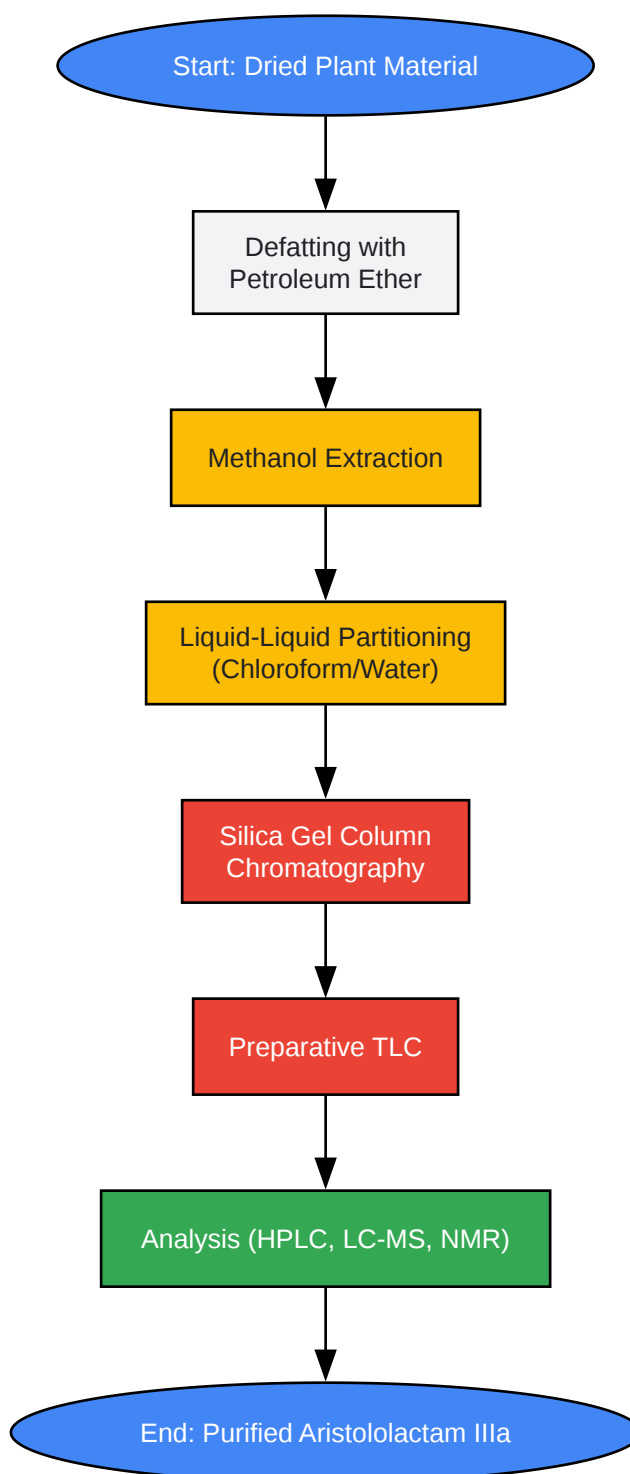 Start: Dried Plant Material
Defatting with
Petroleum Ether
Methanol Extraction
Liquid-Liquid Partitioning
(Chloroform/Water)
Silica Gel Column
Chromatography
Preparative TLC
Analysis (HPLC, LC-MS, NMR)
End: Purified Aristololactam IIIa